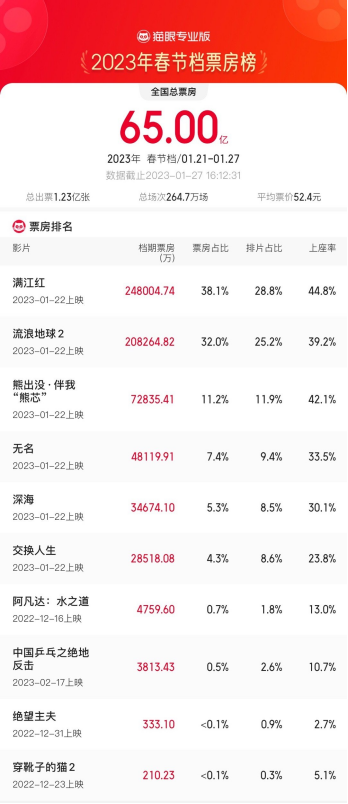 猫眼专业版
2023年春节档票房榜
全国总票房
65.00亿
2023年 春节档/01.21-01.27
数据截止2023-01-27 16:12:31
总出票1.23亿张 总场次264.7万场 平均票价52.4元
票房排名
影片 档期票房(万) 票房占比 排片占比 上座率
满江红 248004.74 38.1% 28.8% 44.8%
2023-01-22上映
流浪地球2 208264.82 32.0% 25.2% 39.2%
2023-01-22上映
熊出没·伴我
“熊芯” 72835.41 11.2% 11.9% 42.1%
2023-01-22上映
无名 48119.91 7.4% 9.4% 33.5%
2023-01-22上映
深海 34674.10 5.3% 8.5% 30.1%
2023-01-22上映
交换人生 28518.08 4.3% 8.6% 23.8%
2023-01-22上映
阿凡达：水之道 4759.60 0.7% 1.8% 13.0%
2022-12-16上映
中国乒乓之绝地
反击 3813.43 0.5% 2.6% 10.7%
2023-02-17上映
绝望主夫 333.10 <0.1% 0.9% 2.7%
2022-12-31上映
穿靴子的猫2 210.23 <0.1% 0.3% 5.1%
2022-12-23上映